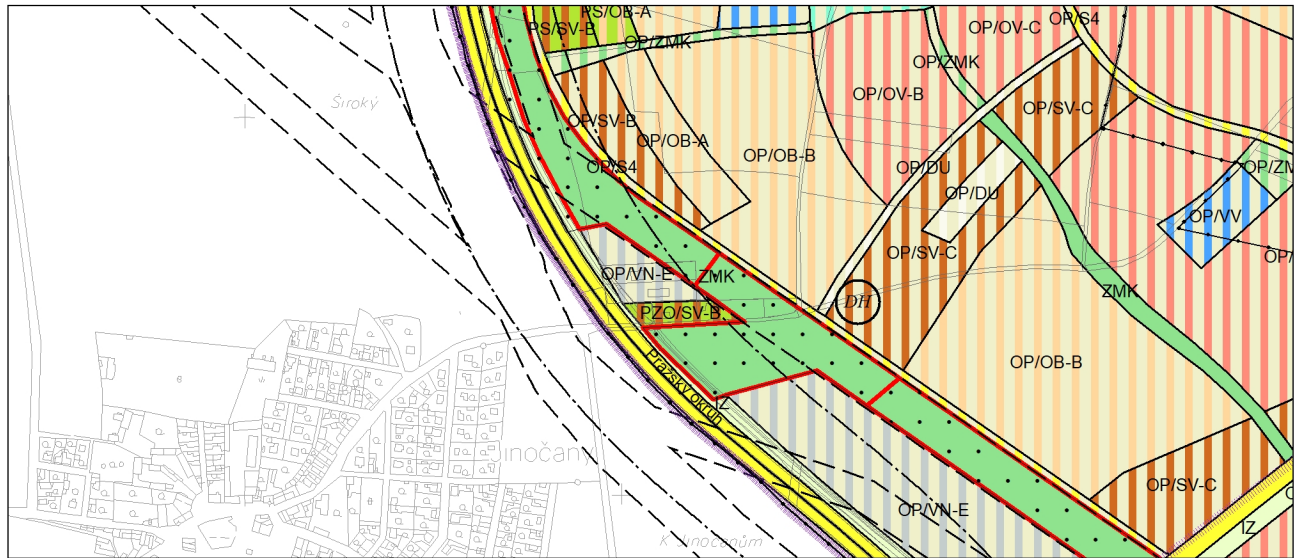 PS/OB-A
PS/SV-B
OP/ZMK
OP/OV-C
OP/S4
OP/ZMK
Široký
OP/OV-B
OP/SV-C
OP/SV-B
OP/OB-A
OP/OB-B
OP/S4
OP/DU
OP/DU
OP/VV
OP/SV-C
OP/VN-E
ZMK
ZMK
DH
PZO/SV-B
Pražský okruh
OP/OB-B
IZ
Jinočany
OP/SV-C
OP/VN-E
IZ
K Jinočanům